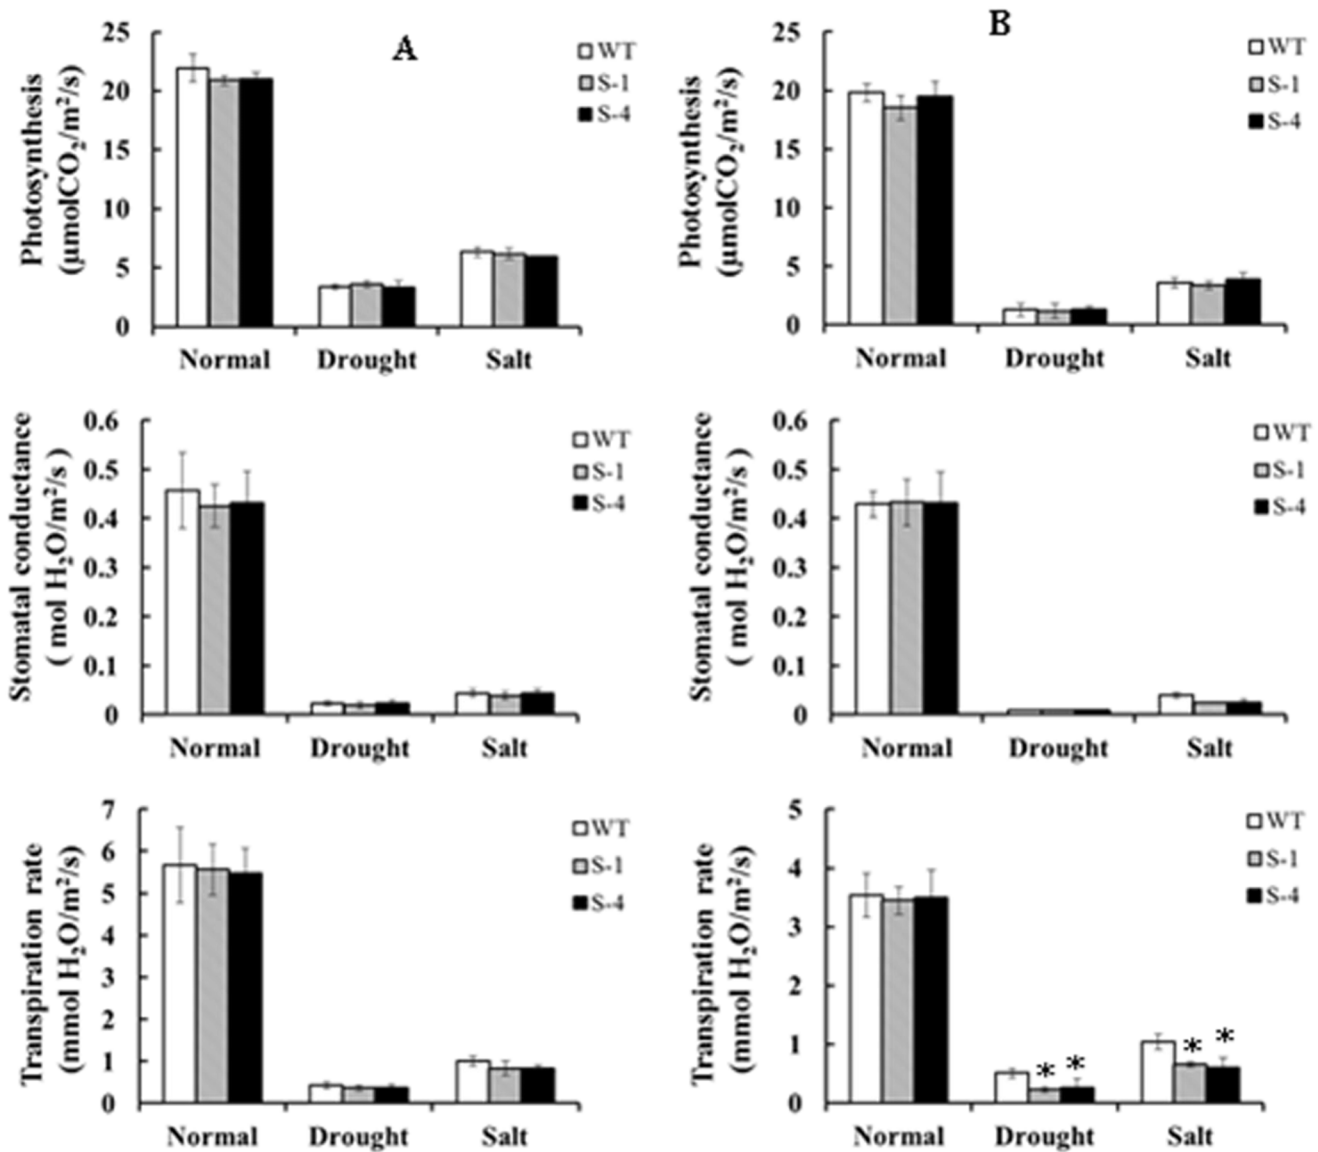 A
Photosynthesis
(μmolCO₂/m²/s)
25
20
15
10
5
0
Normal Drought Salt
WT
S-1
S-4
B
Photosynthesis
(μmolCO₂/m²/s)
25
20
15
10
5
0
Normal Drought Salt
WT
S-1
S-4
Stomatal conductance
( mol H₂O/m²/s )
0.6
0.5
0.4
0.3
0.2
0.1
0
Normal Drought Salt
WT
S-1
S-4
Stomatal conductance
( mol H₂O/m²/s )
0.6
0.5
0.4
0.3
0.2
0.1
0
Normal Drought Salt
WT
S-1
S-4
Transpiration rate
(mmol H₂O/m²/s)
7
6
5
4
3
2
1
0
Normal Drought Salt
WT
S-1
S-4
Transpiration rate
(mmol H₂O/m²/s)
5
4
3
2
1
0
* * * *
Normal Drought Salt
WT
S-1
S-4